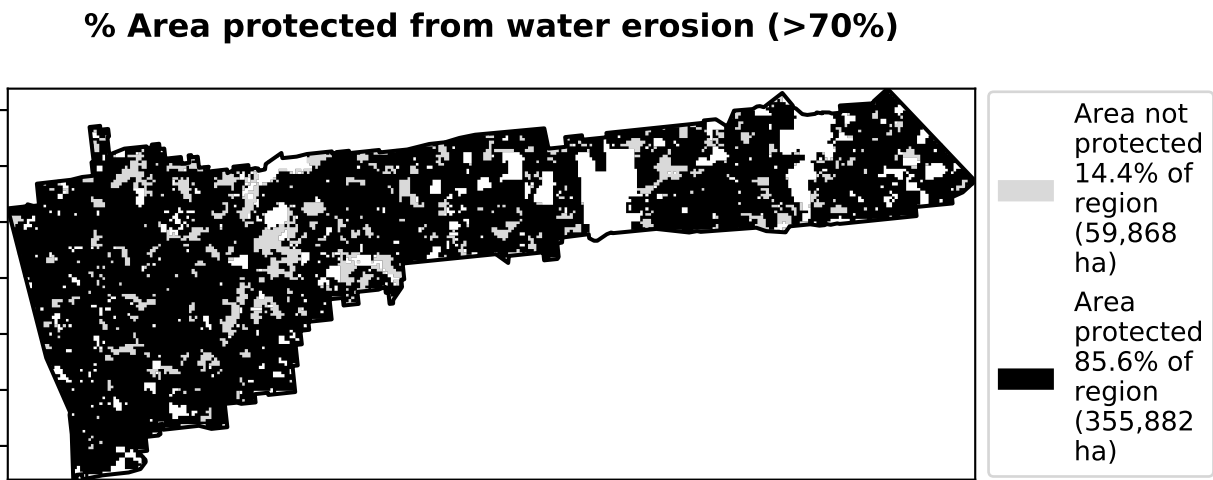 % Area protected from water erosion (>70%)
Area not
protected
14.4% of
region
(59,868
ha)
Area
protected
85.6% of
region
(355,882
ha)